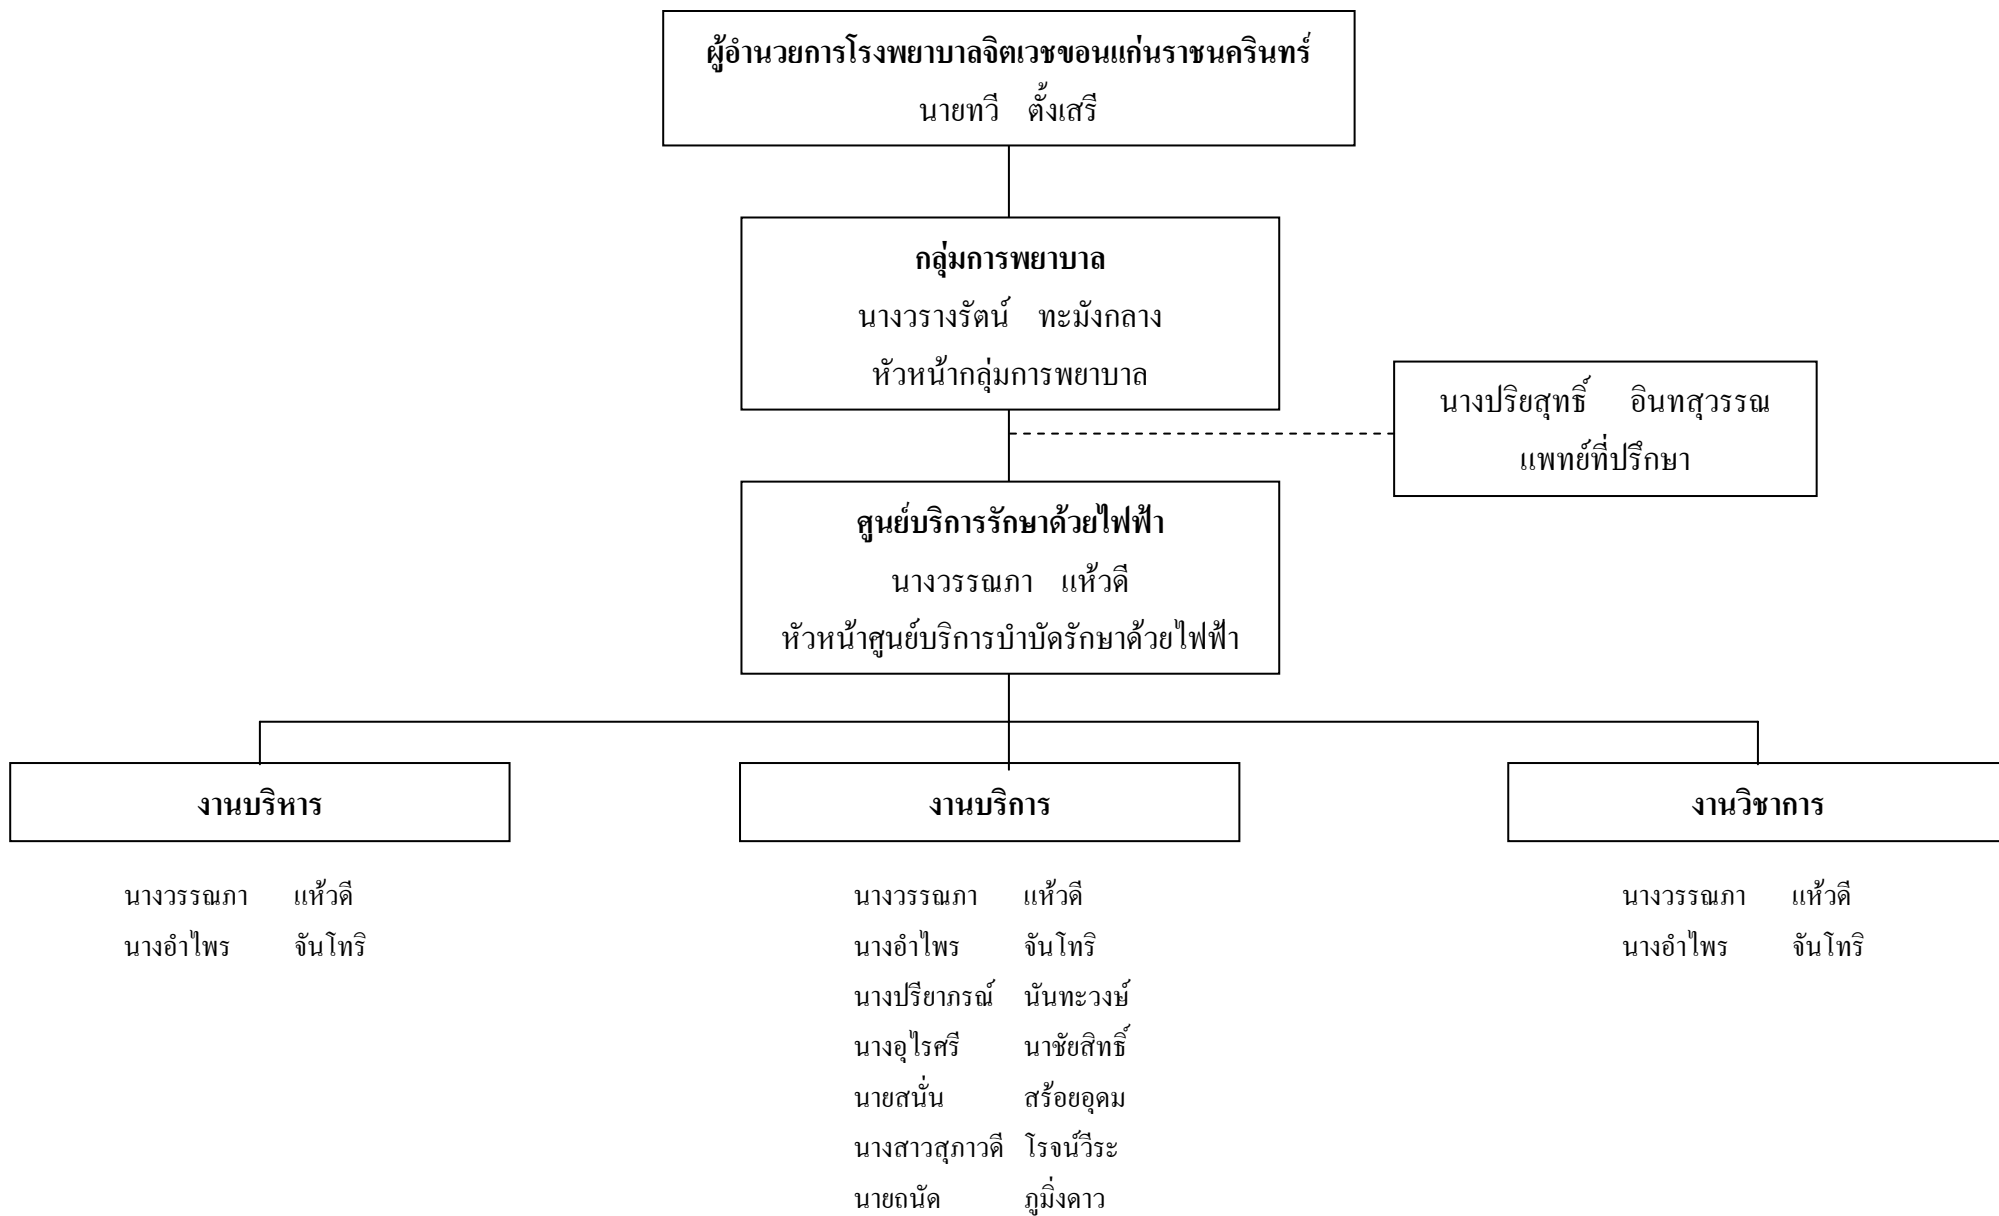 ผู้อำนวยการโรงพยาบาลจิตเวชขอนแก่นราชนครินทร์
นายทวี ตั้งเสรี
กลุ่มการพยาบาล
นางวรางรัตน์ ทะมังกลาง
หัวหน้ากลุ่มการพยาบาล
นางปริยสุทธิ์ อินทสุวรรณ
แพทย์ที่ปรึกษา
ศูนย์บริการรักษาด้วยไฟฟ้า
นางวรรณภา แห้วดี
หัวหน้าศูนย์บริการบำบัดรักษาด้วยไฟฟ้า
งานบริหาร
นางวรรณภา แห้วดี
นางอำไพร จันโทริ
งานบริการ
นางวรรณภา แห้วดี
นางอำไพร จันโทริ
นางปรียาภรณ์ นันทะวงษ์
นางอุไรศรี นาชัยสิทธิ์
นายสนั่น สร้อยอุดม
นางสาวสุภาวดี โรจน์วีระ
นายถนัด ภูมิ่งดาว
งานวิชาการ
นางวรรณภา แห้วดี
นางอำไพร จันโทริ